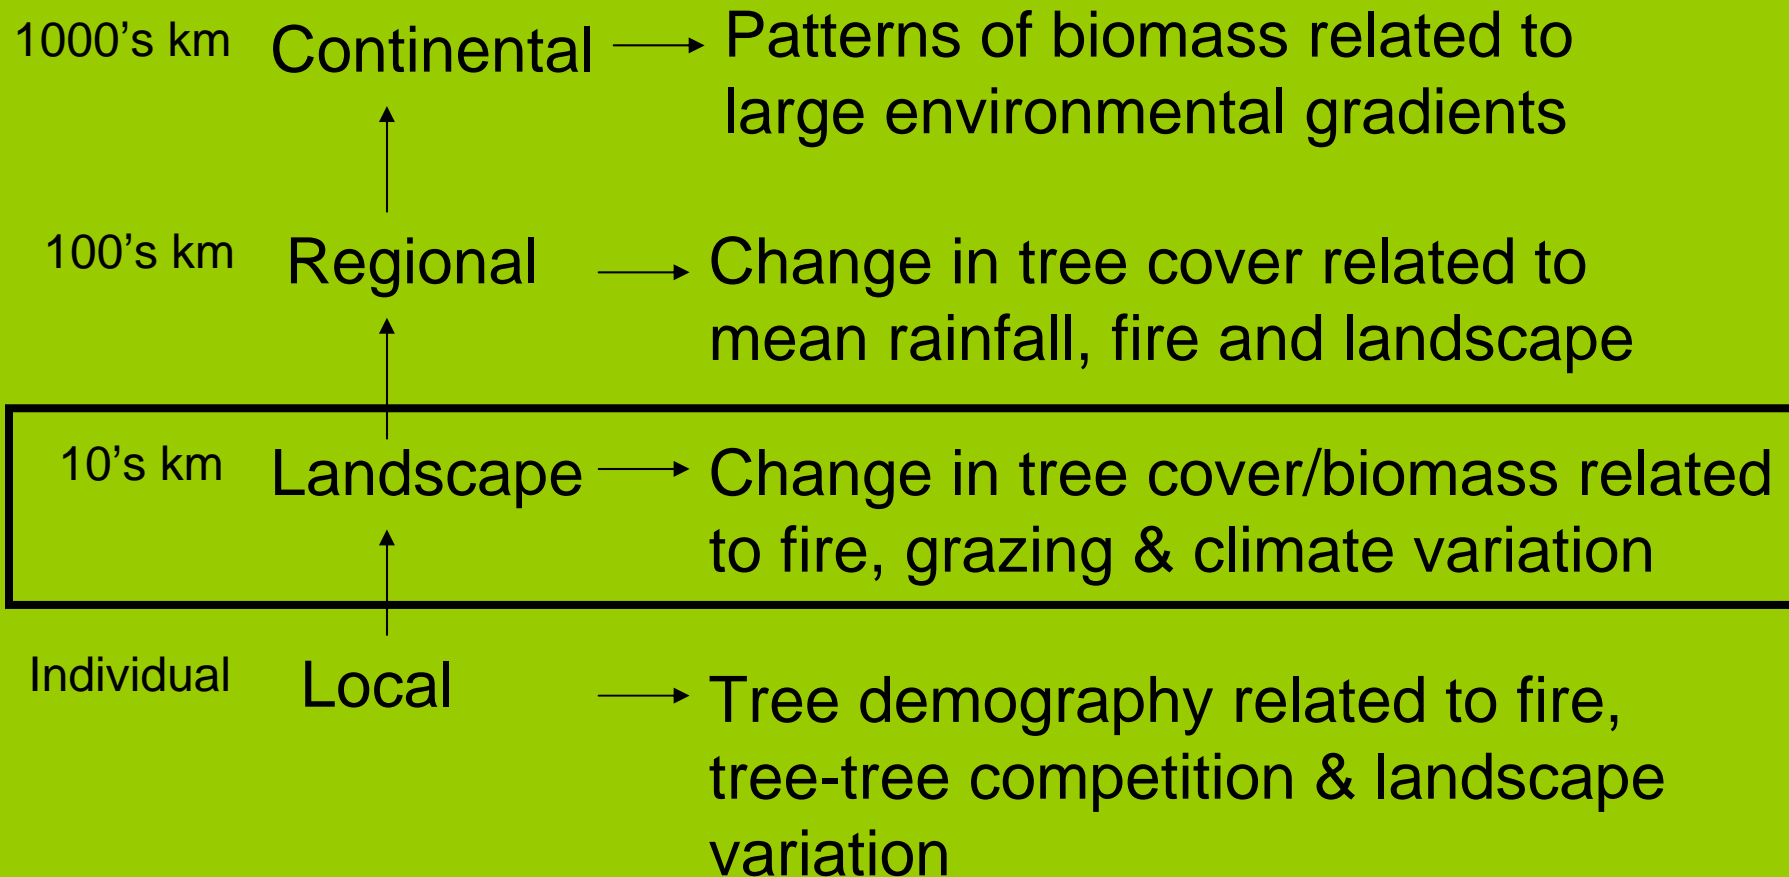 1000's km Continental Patterns of biomass related to
large environmental gradients
100's km Regional Change in tree cover related to
mean rainfall, fire and landscape
10's km Landscape Change in tree cover/biomass related
to fire, grazing & climate variation
Individual Local Tree demography related to fire,
tree-tree competition & landscape
variation